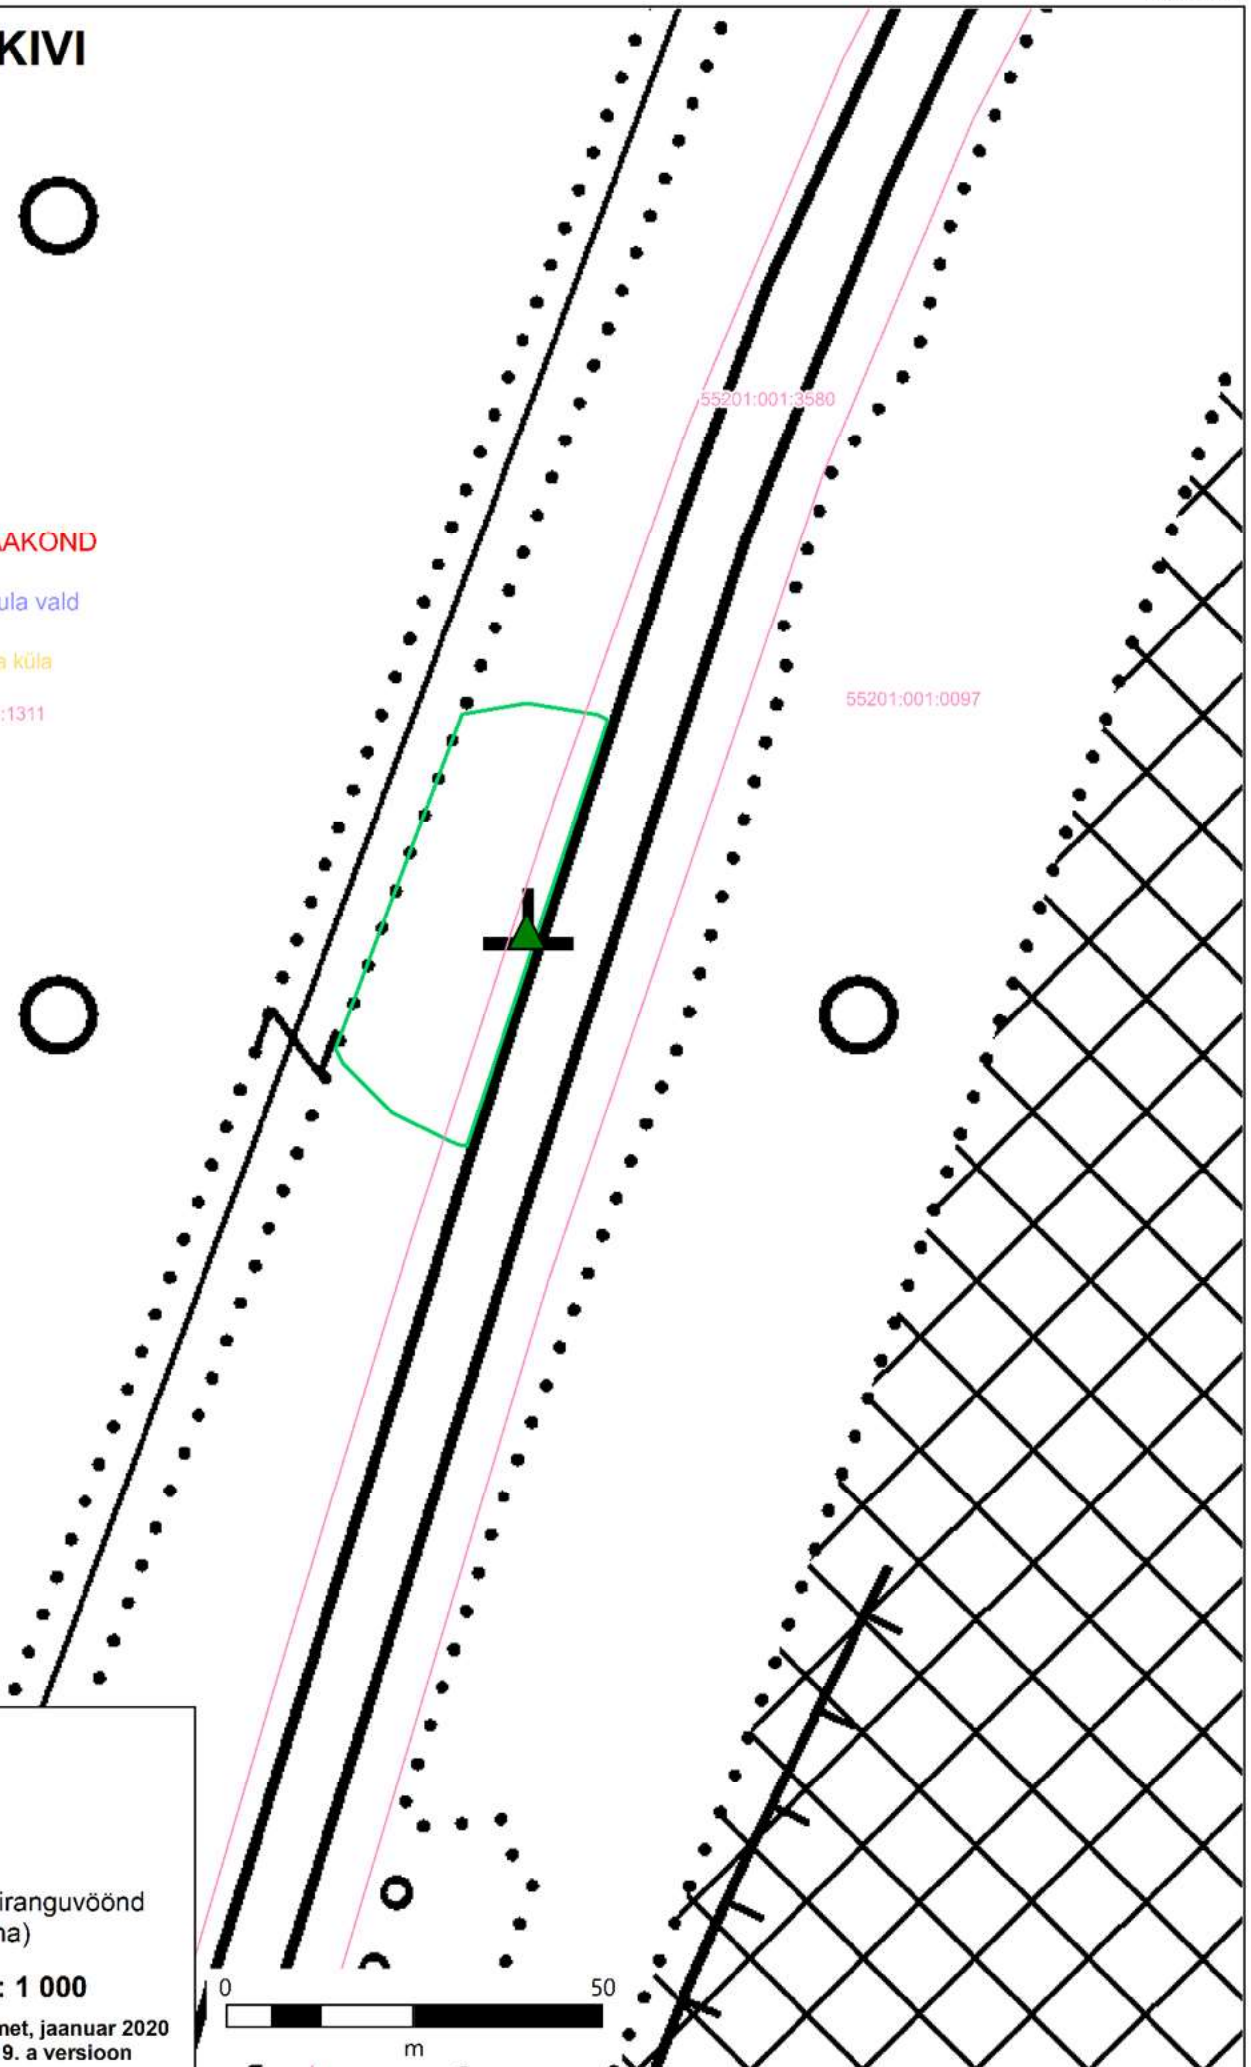 KIVI
55201:001:3580
AKOND
ula vald
a küla
55201:001:0097
:1311
iranguvöönd
na)
: 1 000
0 50
met, jaanuar 2020
9. a versioon
m